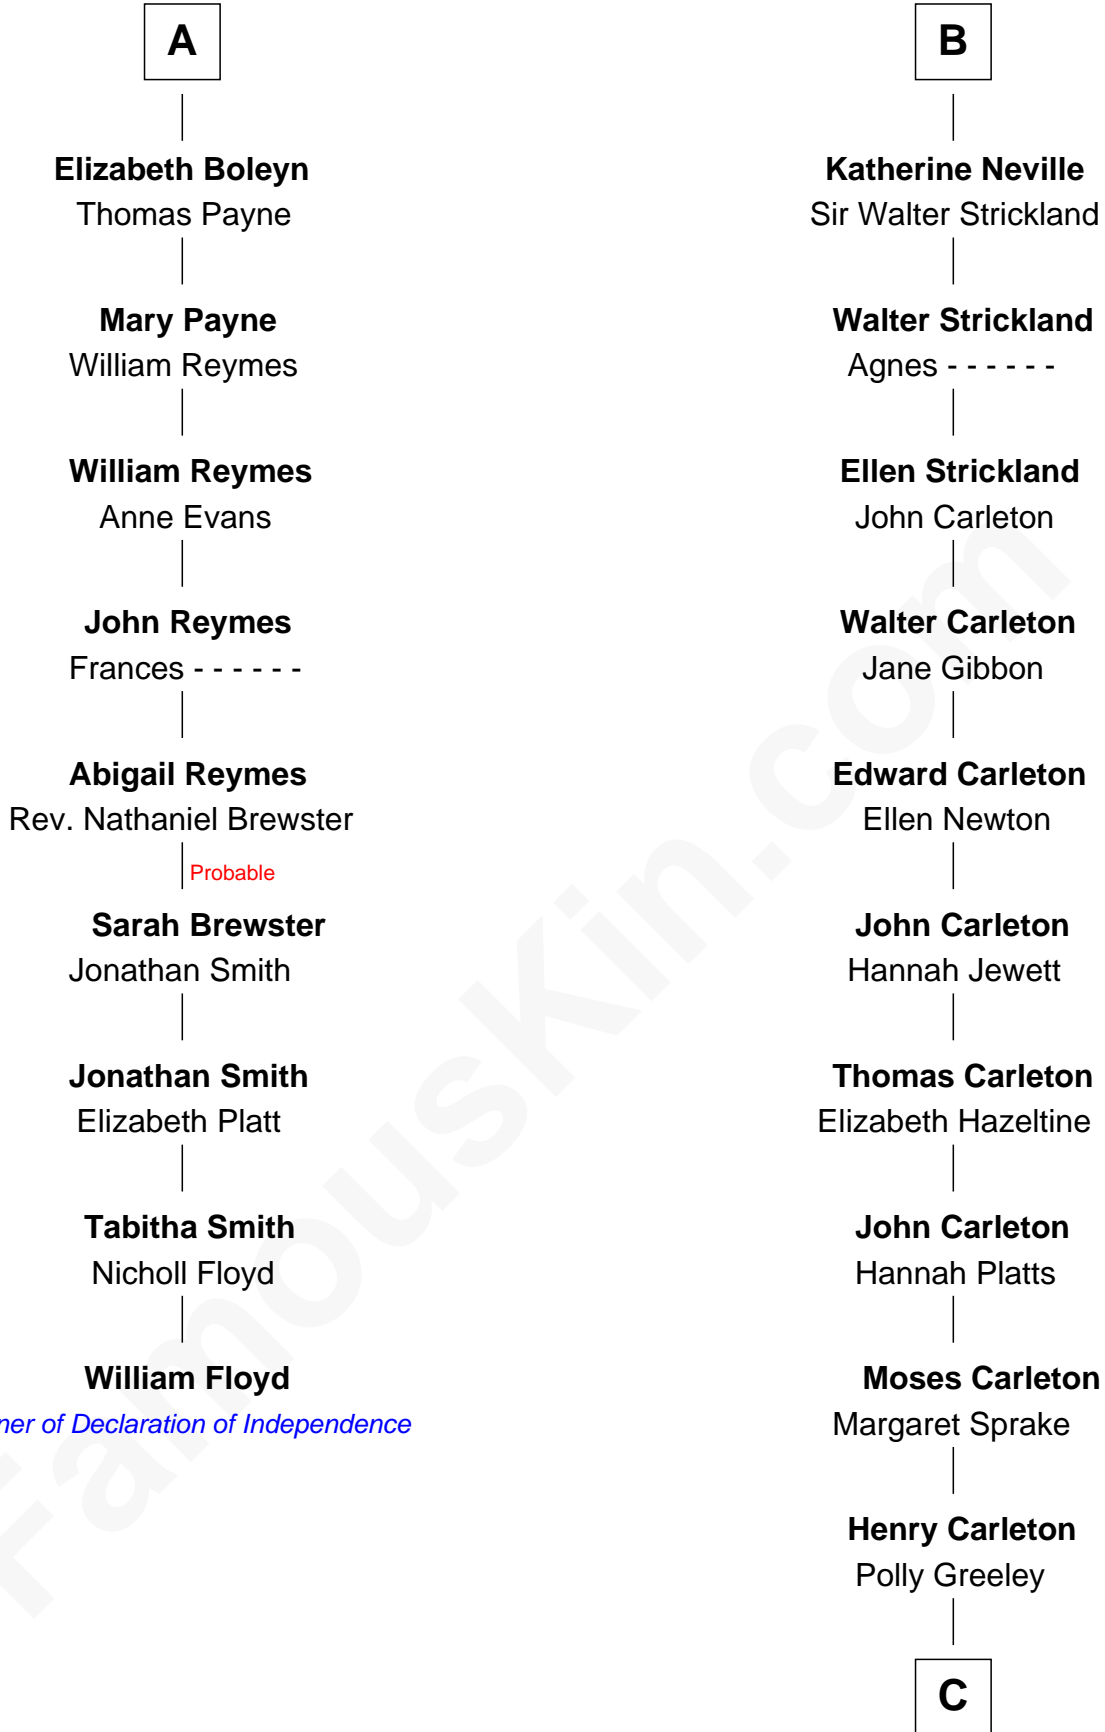 A
Elizabeth Boleyn
Thomas Payne
Mary Payne
William Reymes
William Reymes
Anne Evans
John Reymes
Frances - - - - - -
Abigail Reymes
Rev. Nathaniel Brewster
Probable
Sarah Brewster
Jonathan Smith
Jonathan Smith
Elizabeth Platt
Tabitha Smith
Nicholl Floyd
William Floyd
of Declaration of Independence
B
Katherine Neville
Sir Walter Strickland
Walter Strickland
Agnes - - - - - -
Ellen Strickland
John Carleton
Walter Carleton
Jane Gibbon
Edward Carleton
Ellen Newton
John Carleton
Hannah Jewett
Thomas Carleton
Elizabeth Hazeltine
John Carleton
Hannah Platts
Moses Carleton
Margaret Sprake
Henry Carleton
Polly Greeley
C
FamousKin.com